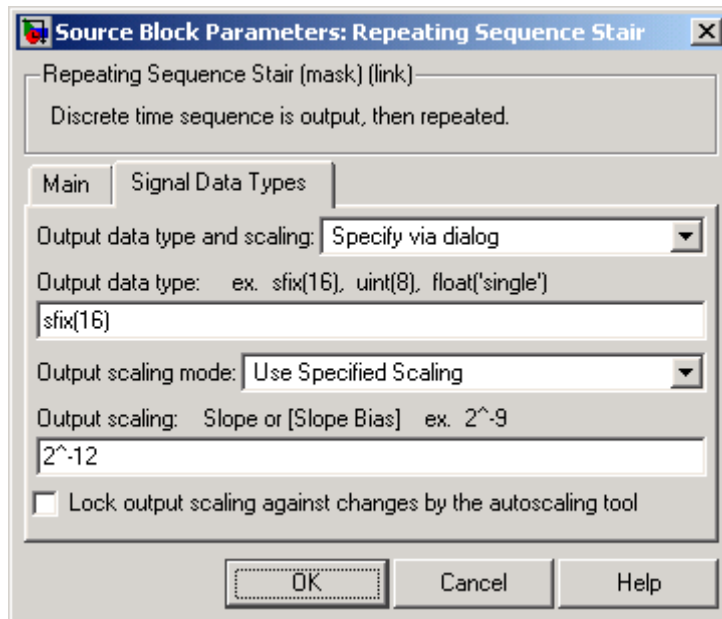 Source Block Parameters: Repeating Sequence Stair
Repeating Sequence Stair (mask) (link)
Discrete time sequence is output, then repeated.
Main Signal Data Types
Output data type and scaling: Specify via dialog
Output data type: ex. sfix(16), uint(8), float('single')
sfix(16)
Output scaling mode: Use Specified Scaling
Output scaling: Slope or [Slope Bias] ex. 2^-9
2^-12
Lock output scaling against changes by the autoscaling tool
OK Cancel Help